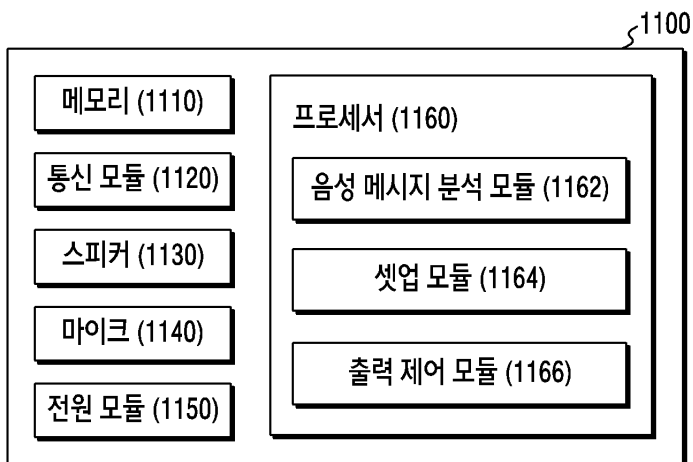 1100
메모리 (1110)
통신 모듈 (1120)
스피커 (1130)
마이크 (1140)
전원 모듈 (1150)
프로세서 (1160)
음성 메시지 분석 모듈 (1162)
셋업 모듈 (1164)
출력 제어 모듈 (1166)